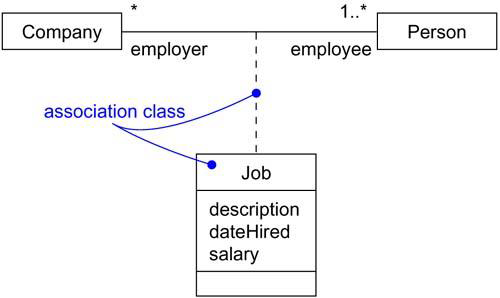 * 1..*
Company Person
employer employee
association class
Job
description
dateHired
salary